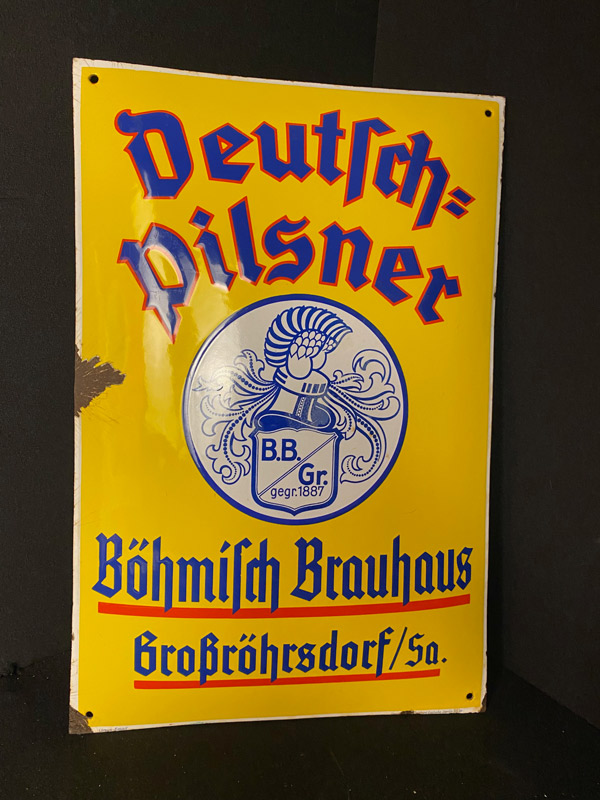 Deutſch=
Pilsner
B.B.
Gr.
gegr.1887
Böhmiſch Brauhaus
Großröhrsdorf/Sa.